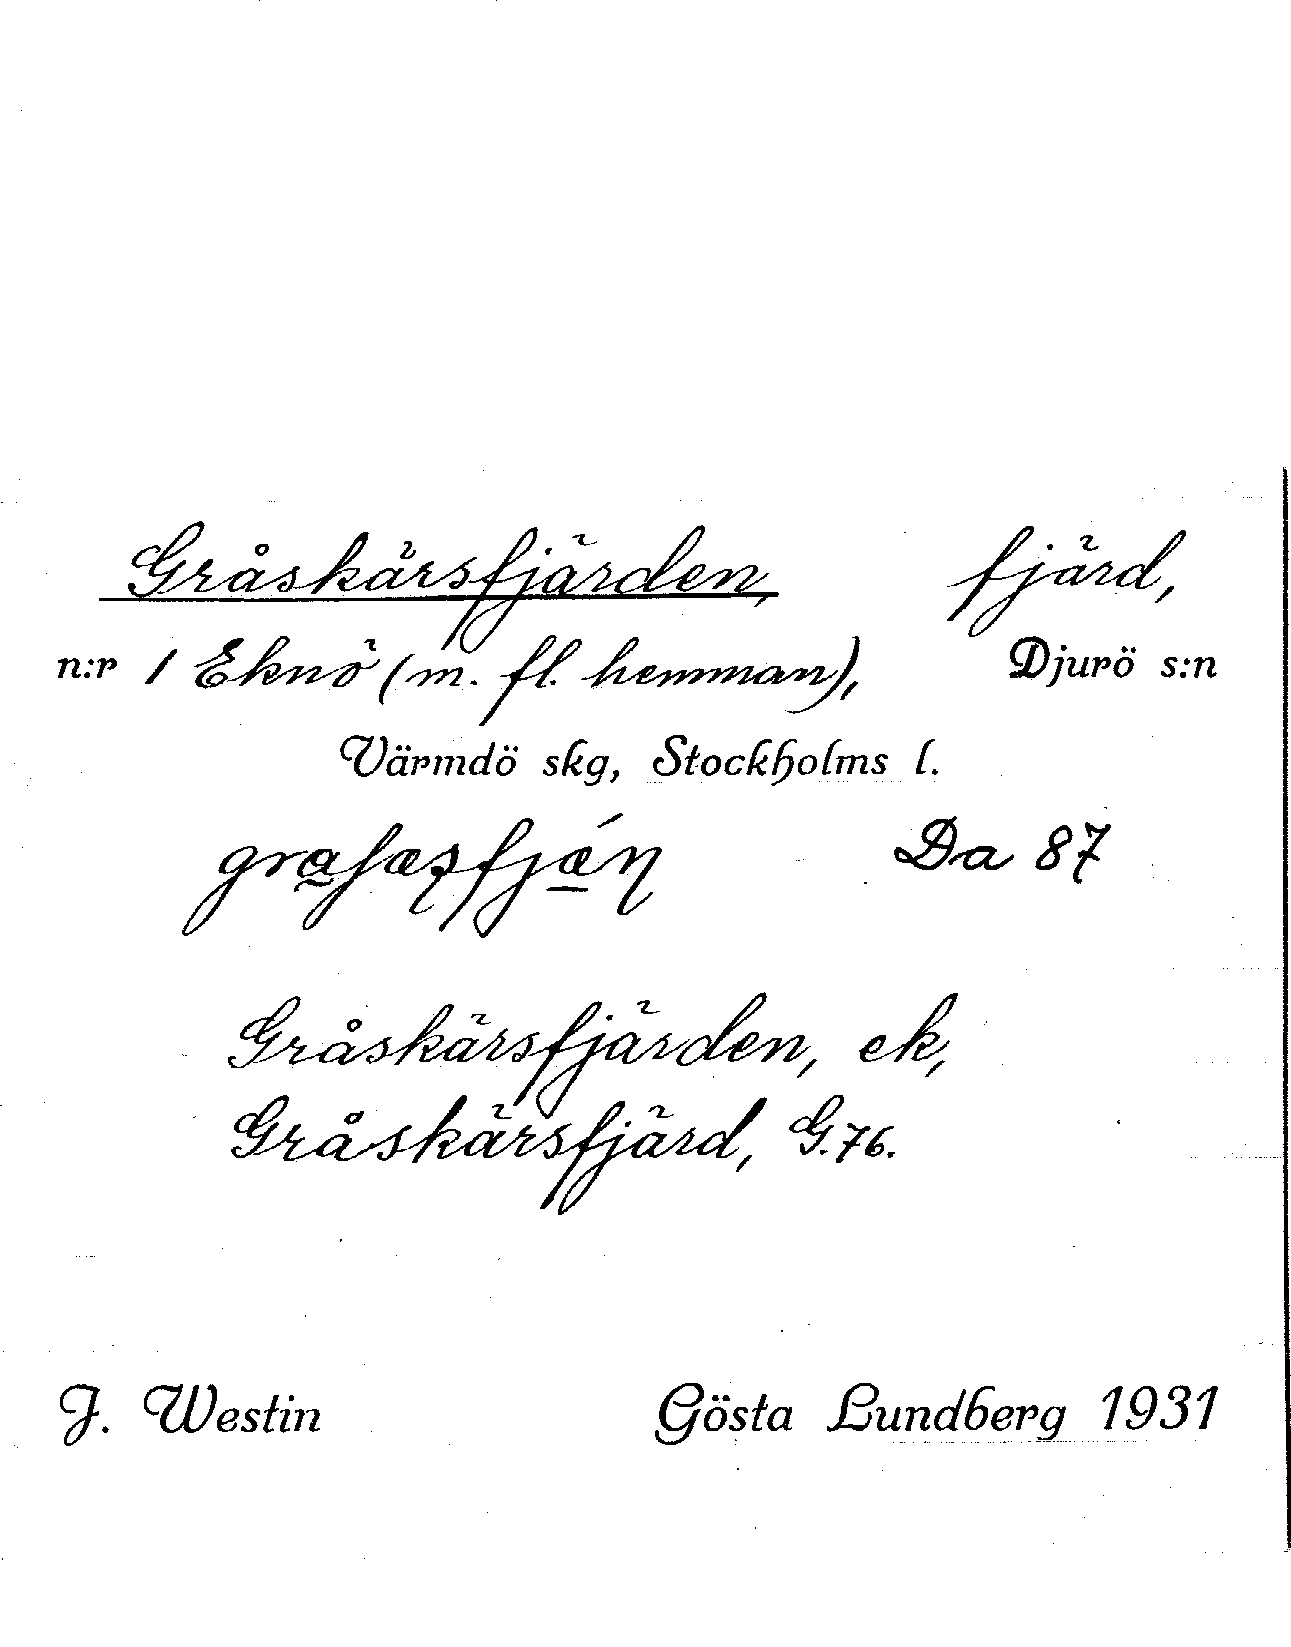 Gråskärsfjärden, fjärd,
n:r 1 Eknö (m. fl. hemman), Djurö s:n
Värmdö skg, Stockholms l.
Da 87
Gråskärsfjärden, ek,
Gråskärsfjärd, G. 76.
J. Westin Gösta Lundberg 1931